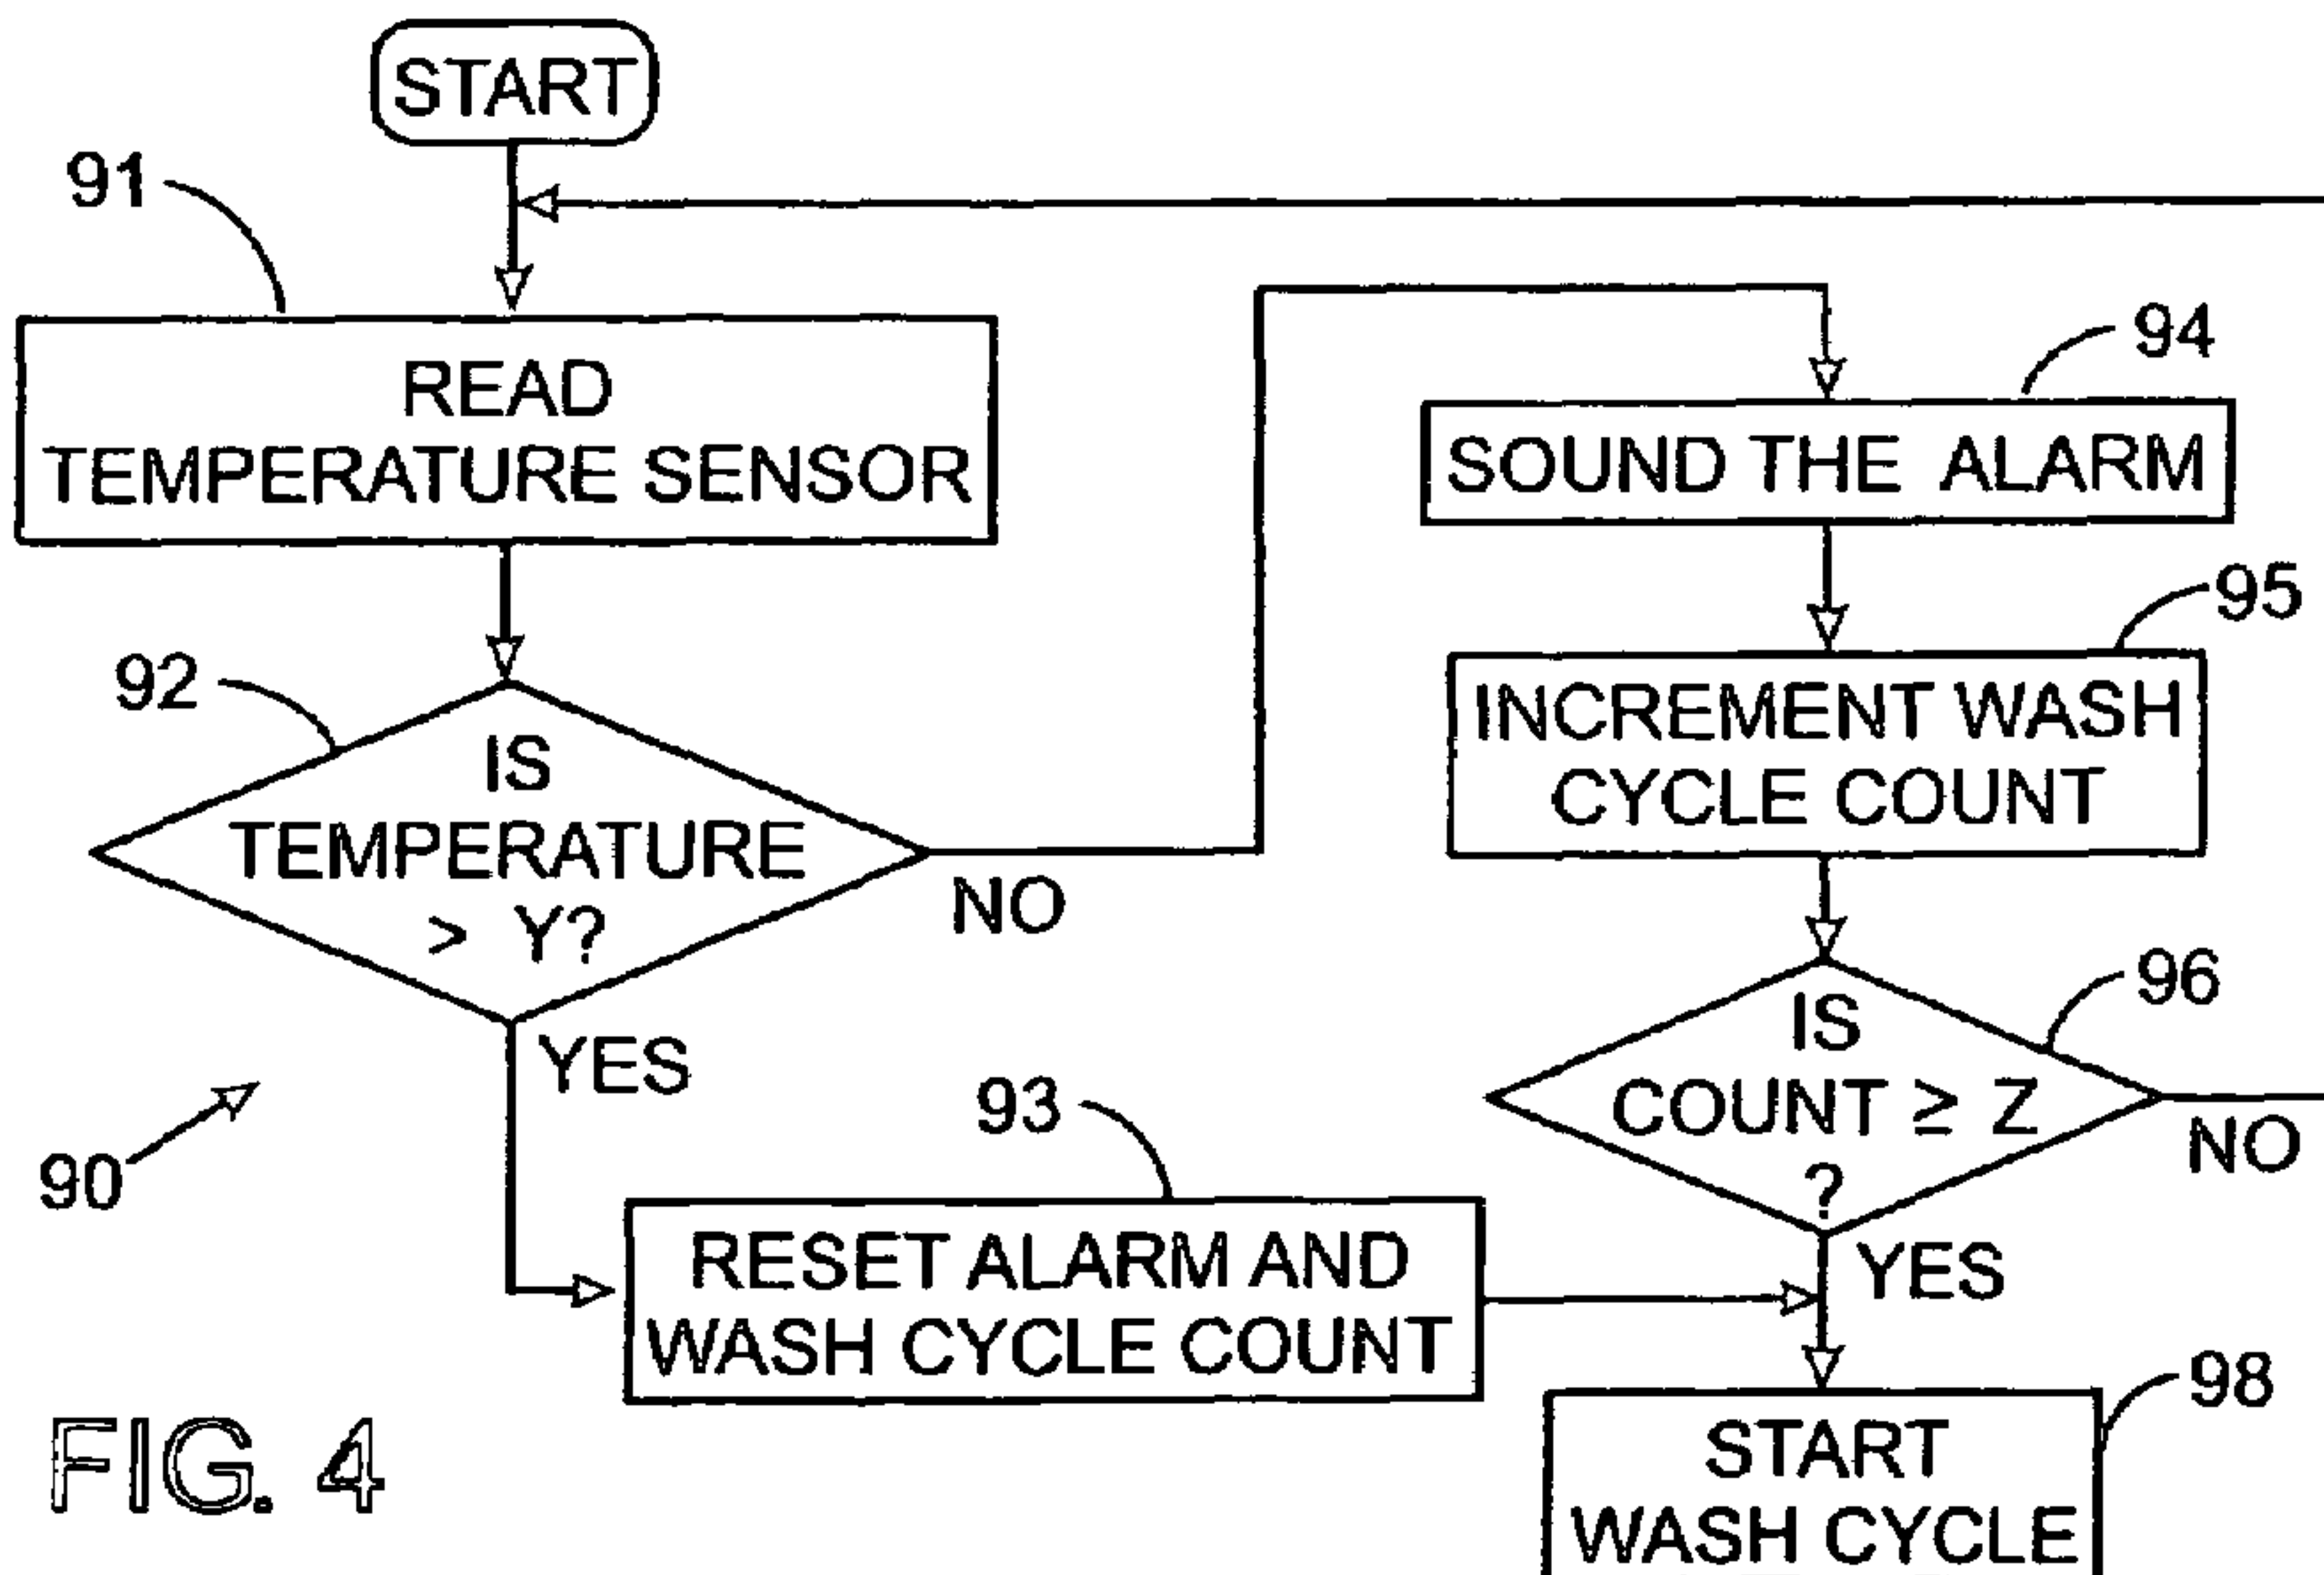 START
91
READ
TEMPERATURE SENSOR
92
IS
TEMPERATURE
> Y?
NO
YES
90
93
RESET ALARM AND
WASH CYCLE COUNT
94
SOUND THE ALARM
95
INCREMENT WASH
CYCLE COUNT
96
IS
COUNT ≥ Z
?
NO
YES
98
START
WASH CYCLE
FIG. 4